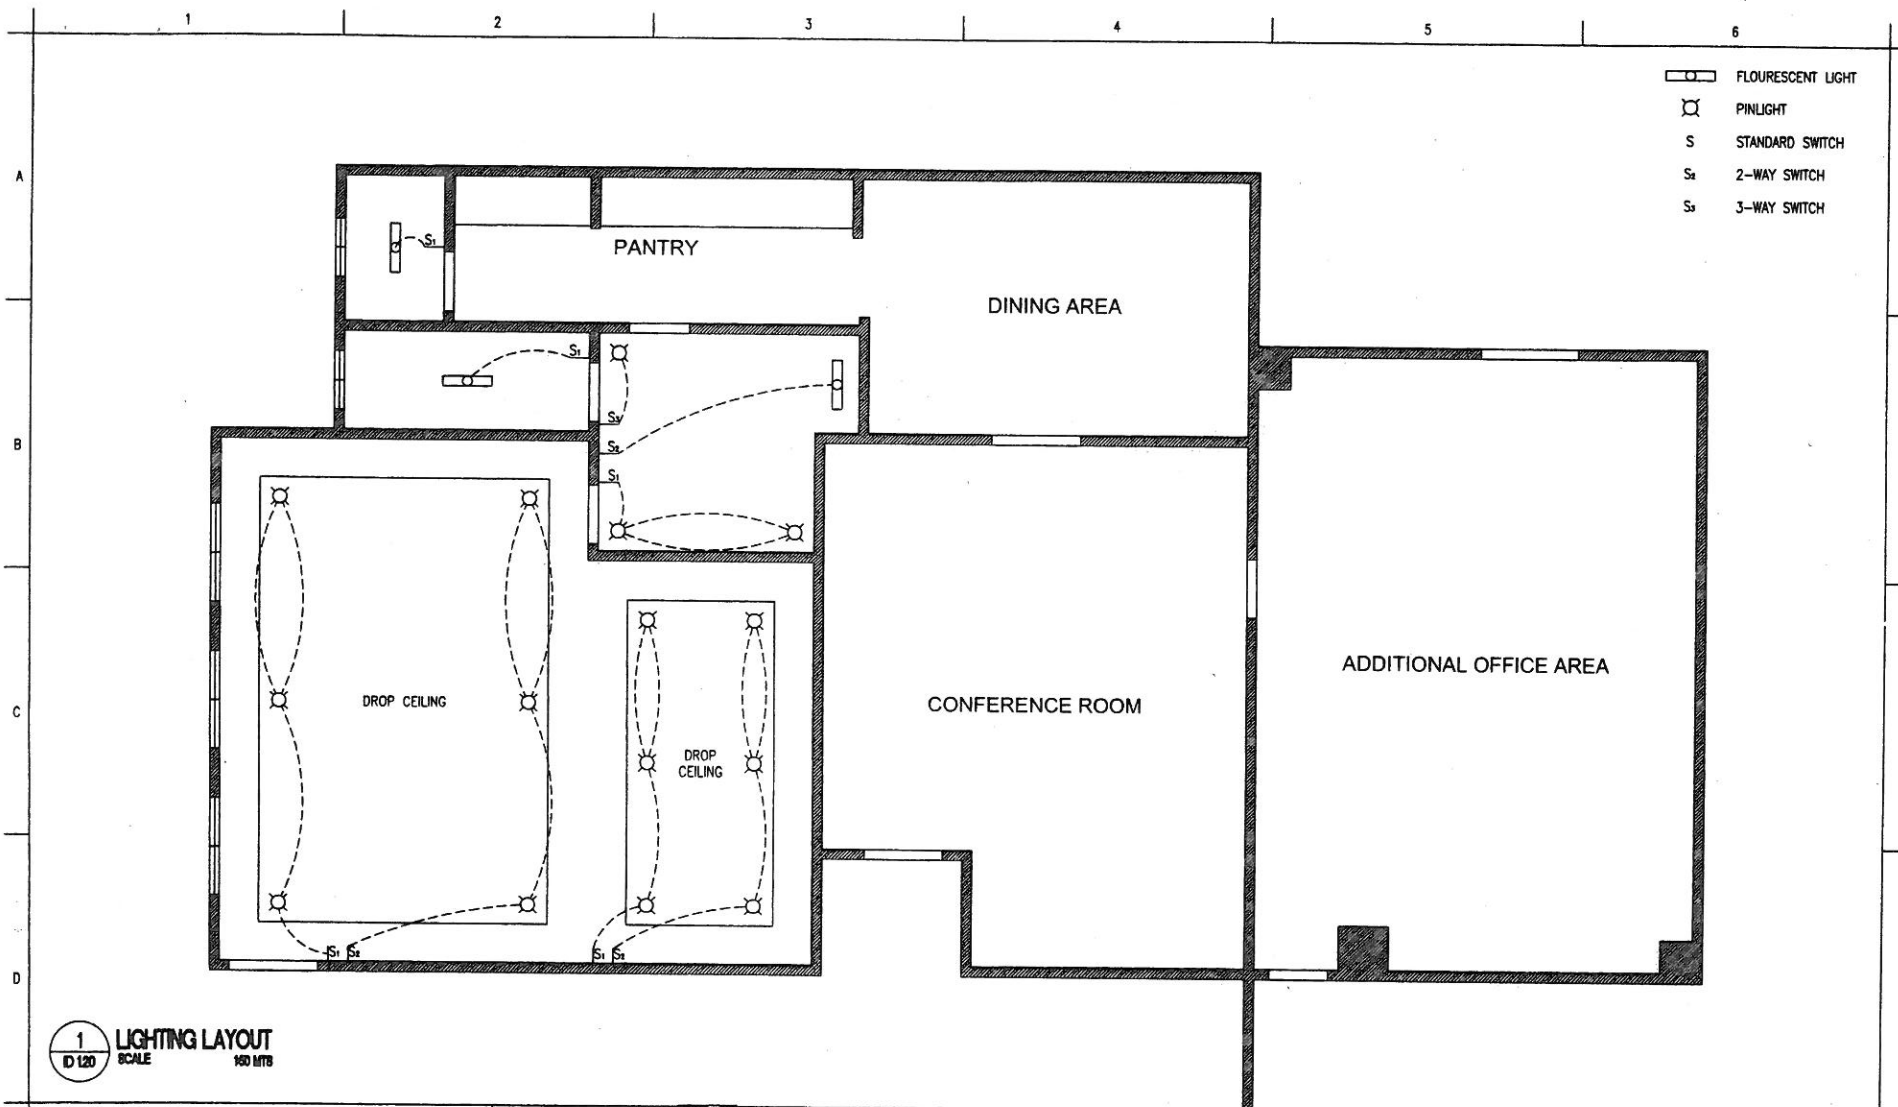 1 2 3 4 5 6
FLOURESCENT LIGHT
PINLIGHT
S STANDARD SWITCH
S2 2-WAY SWITCH
S3 3-WAY SWITCH
A
S1
PANTRY
DINING AREA
S1
S3
B
S2
S1
ADDITIONAL OFFICE AREA
C
DROP CEILING
CONFERENCE ROOM
DROP
CEILING
S1 S2
S1 S2
D
1
ID 1.20
LIGHTING LAYOUT
SCALE 1:50 MTS